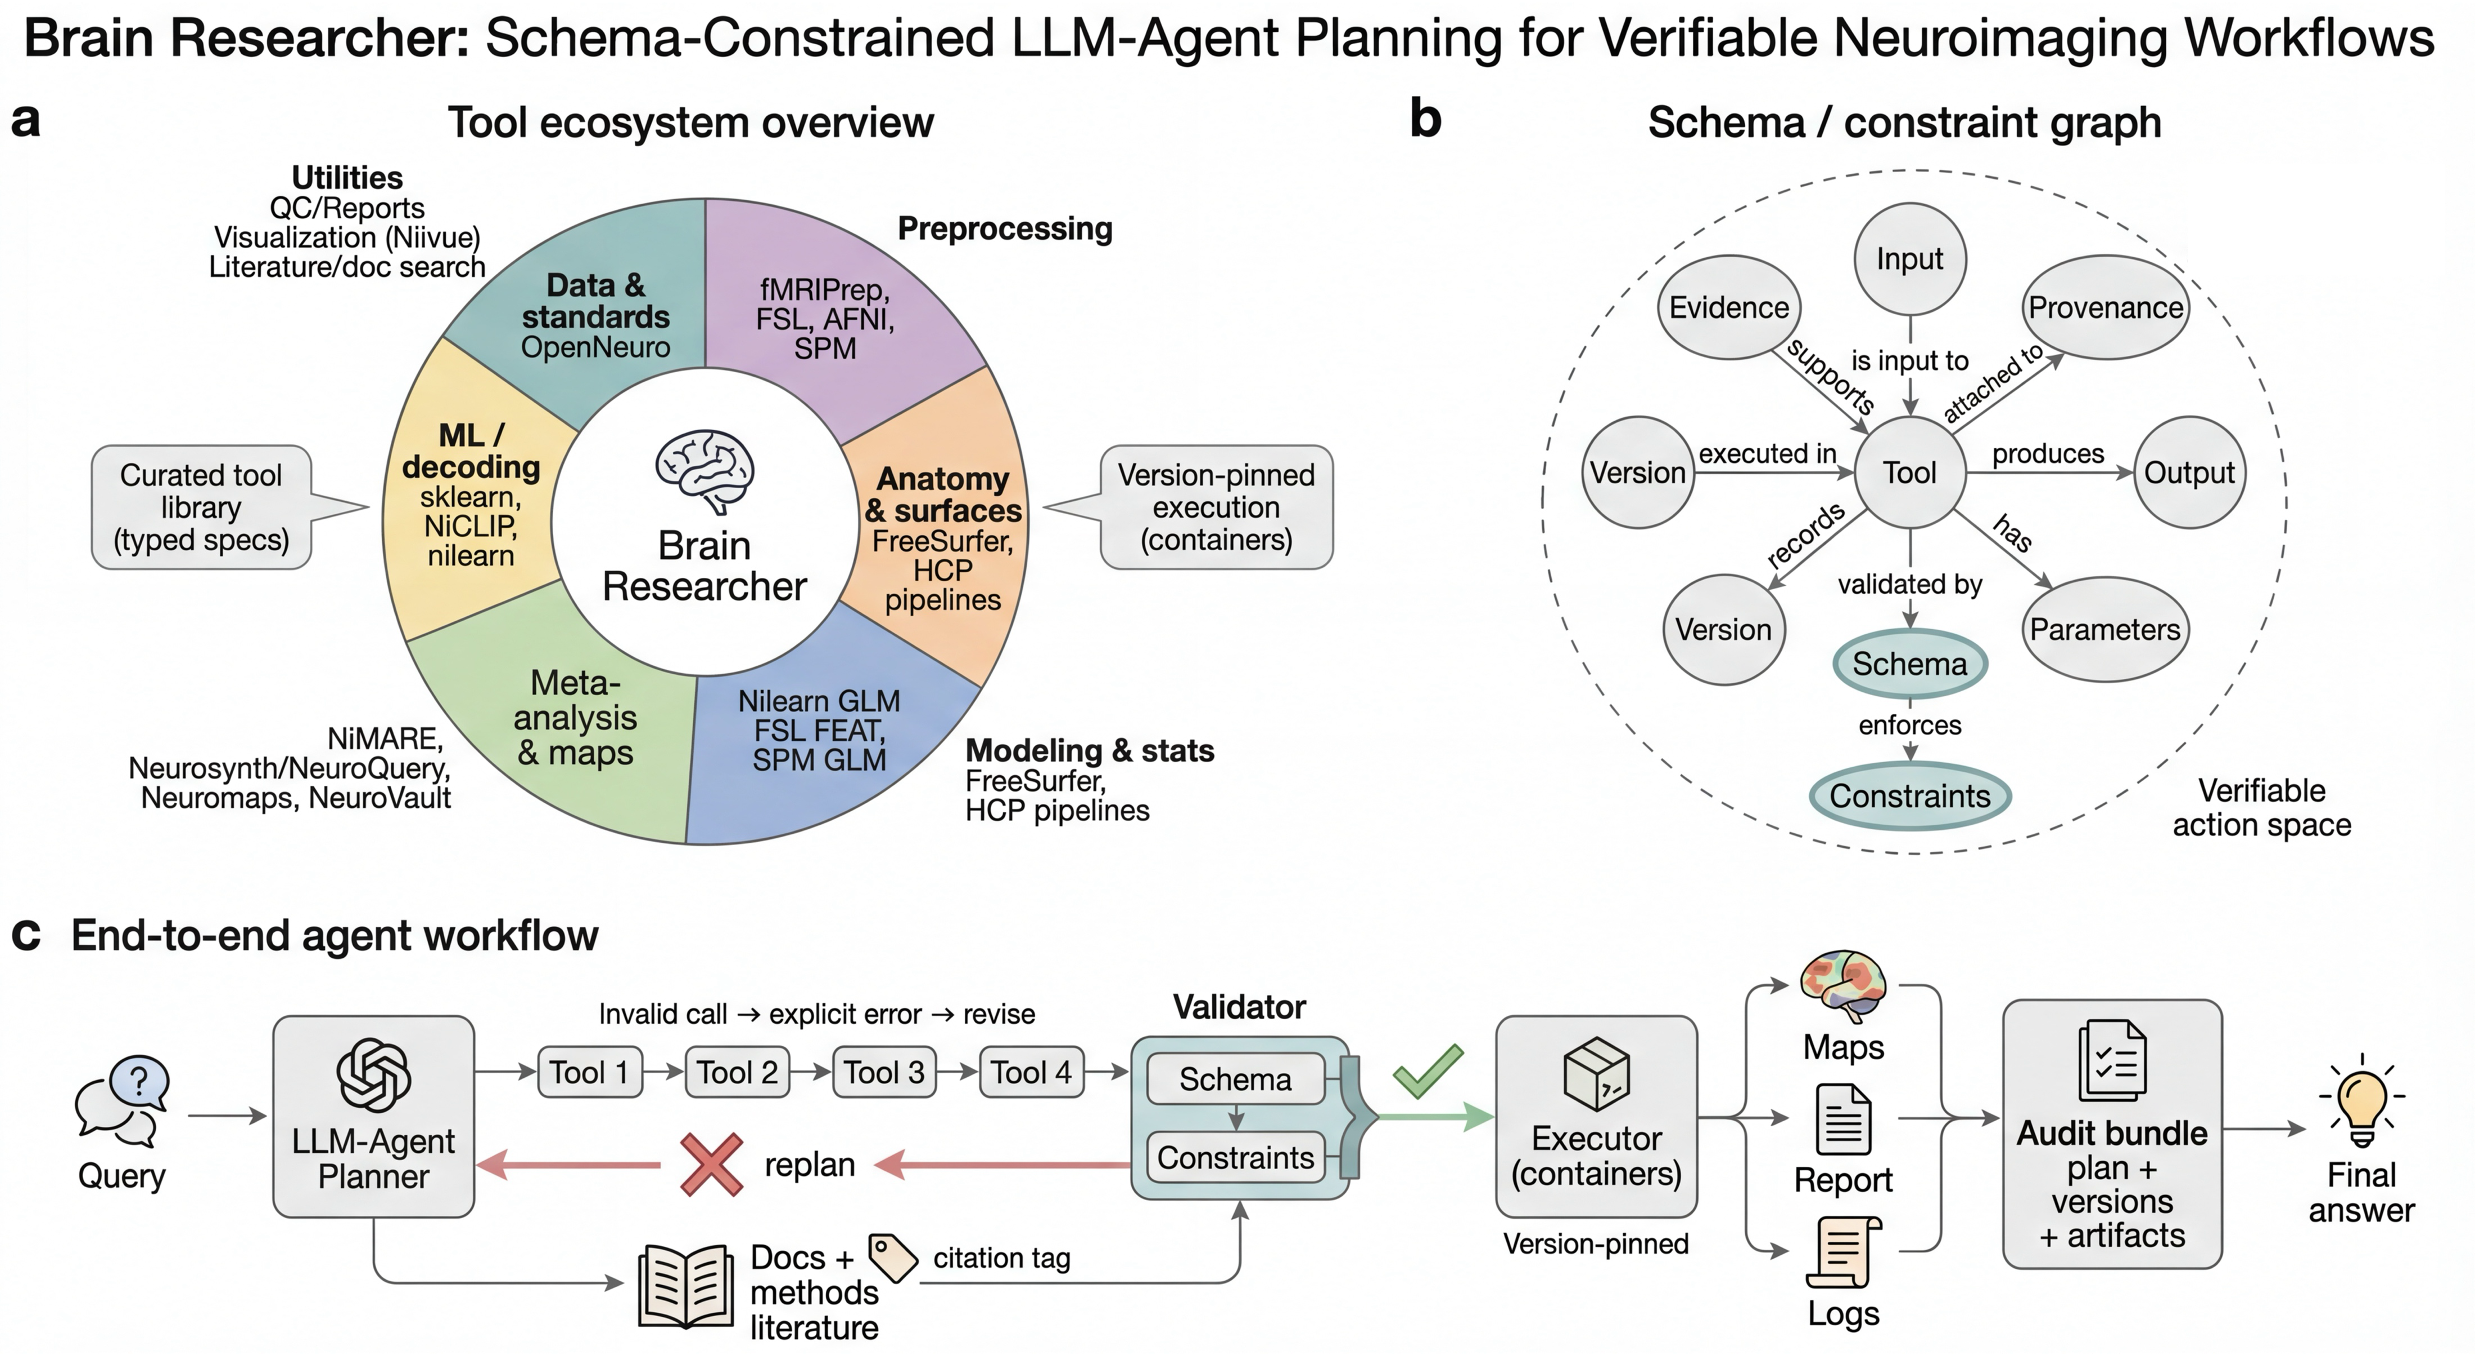 Brain Researcher: Schema-Constrained LLM-Agent Planning for Verifiable Neuroimaging Workflows
a
Tool ecosystem overview
Utilities
QC/Reports
Visualization (Niivue)
Literature/doc search
Preprocessing
Data &
standards
OpenNeuro
fMRIPrep,
FSL, AFNI,
SPM
ML /
decoding
sklearn,
NiCLIP,
nilearn
Anatomy
& surfaces
FreeSurfer,
HCP
pipelines
Curated tool
library
(typed specs)
Brain
Researcher
Version-pinned
execution
(containers)
Meta-
analysis
& maps
Nilearn GLM
FSL FEAT,
SPM GLM
NiMARE,
Neurosynth/NeuroQuery,
Neuromaps, NeuroVault
Modeling & stats
FreeSurfer,
HCP pipelines
b
Schema / constraint graph
Input
Evidence
Provenance
supports
is input to
attached to
Version
executed in
Tool
produces
Output
records
validated by
has
Version
Schema
Parameters
enforces
Constraints
Verifiable
action space
c
End-to-end agent workflow
Query
?
LLM-Agent
Planner
Invalid call → explicit error → revise
Tool 1
Tool 2
Tool 3
Tool 4
replan
Docs +
methods
literature
citation tag
Validator
Schema
Constraints
Executor
(containers)
Version-pinned
Maps
Report
Logs
Audit bundle
plan +
versions
+ artifacts
Final
answer